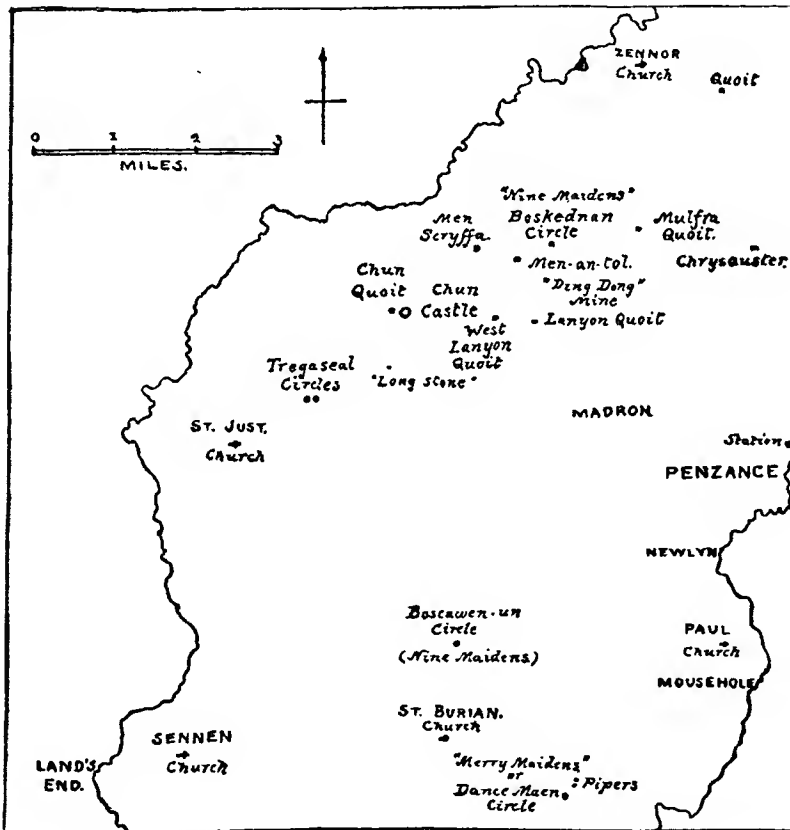 ZENNOR
Church
Quoit
0 1 2 3
MILES.
"Nine Maidens"
Boskednan
Circle
Men
Scryffa.
Mulfra
Quoit.
Men-an-tol.
Chrysauster.
"Ding Dong"
Mine
Chun
Quoit
Chun
Castle
Lanyon Quoit
West
Lanyon
Quoit
Tregaseal
Circles
"Long Stone"
MADRON
ST. JUST.
Church
Station
PENZANCE
NEWLYN
Boscawen-un
Circle
(Nine Maidens)
PAUL
Church
MOUSEHOLE
ST. BURIAN.
Church
SENNEN
Church
LAND'S
END.
"Merry Maidens"
or
Dance Maen
Circle
Pipers